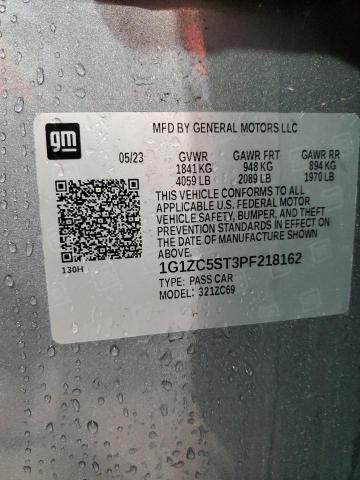 gm
MFD BY GENERAL MOTORS LLC
05/23 GVWR GAWR FRT GAWR RR
1841 KG 948 KG 894 KG
4059 LB 2089 LB 1970 LB
THIS VEHICLE CONFORMS TO ALL
APPLICABLE U.S. FEDERAL MOTOR
VEHICLE SAFETY, BUMPER, AND THEFT
PREVENTION STANDARDS IN EFFECT ON
THE DATE OF MANUFACTURE SHOWN
ABOVE.
130H
1G1ZC5ST3PF218162
TYPE: PASS CAR
MODEL: 321ZC69